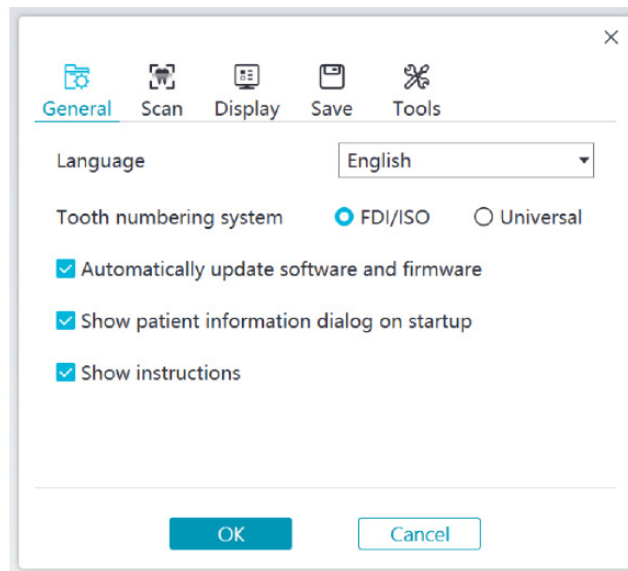 General Scan Display Save Tools
Language English
Tooth numbering system FDI/ISO Universal
Automatically update software and firmware
Show patient information dialog on startup
Show instructions
OK Cancel